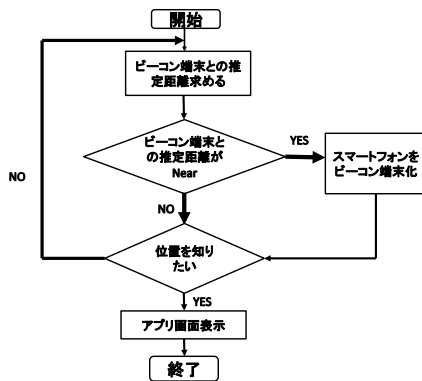 開始
ビーコン端末との推
定距離求める
ビーコン端末と
の推定距離が
Near
YES
スマートフォンを
ビーコン端末化
NO
NO
位置を知り
たい
YES
アプリ画面表示
終了